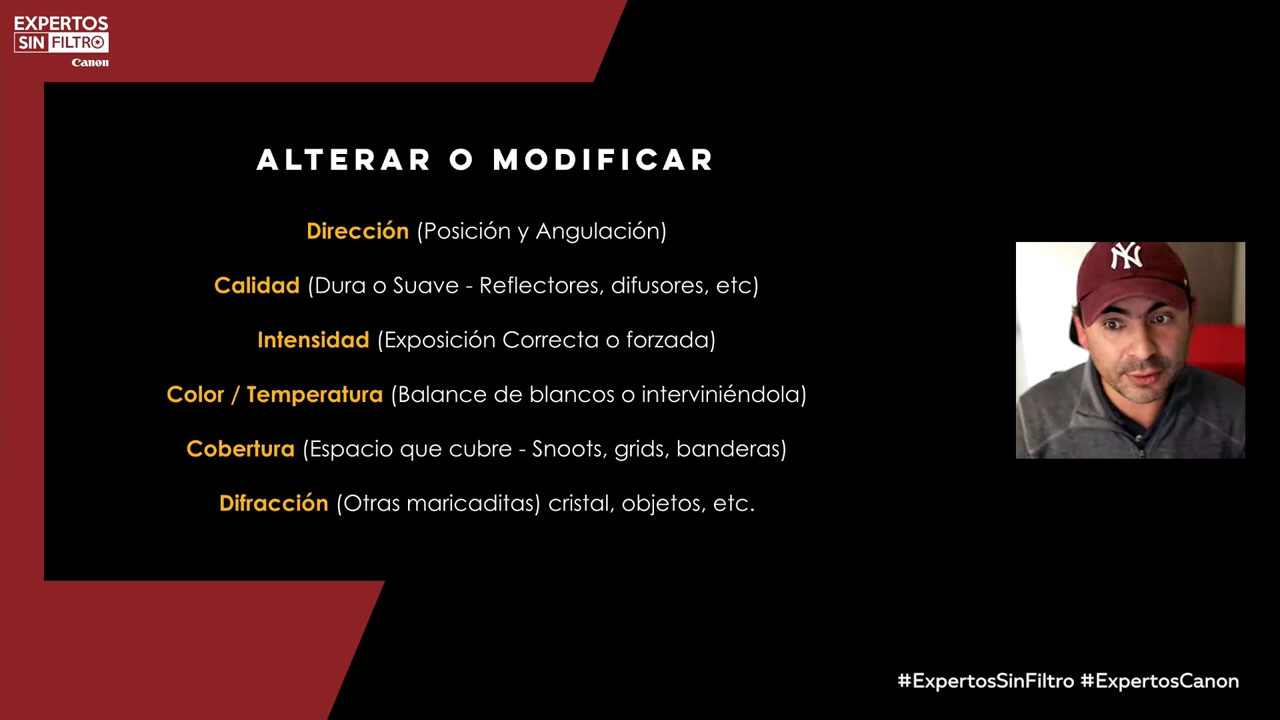 EXPERTOS
SIN FILTRO
Canon
ALTERAR O MODIFICAR
Dirección (Posición y Angulación)
Calidad (Dura o Suave - Reflectores, difusores, etc)
Intensidad (Exposición Correcta o forzada)
Color / Temperatura (Balance de blancos o interviniéndola)
Cobertura (Espacio que cubre - Snoots, grids, banderas)
Difracción (Otras maricaditas) cristal, objetos, etc.
NY
#ExpertosSinFiltro #ExpertosCanon